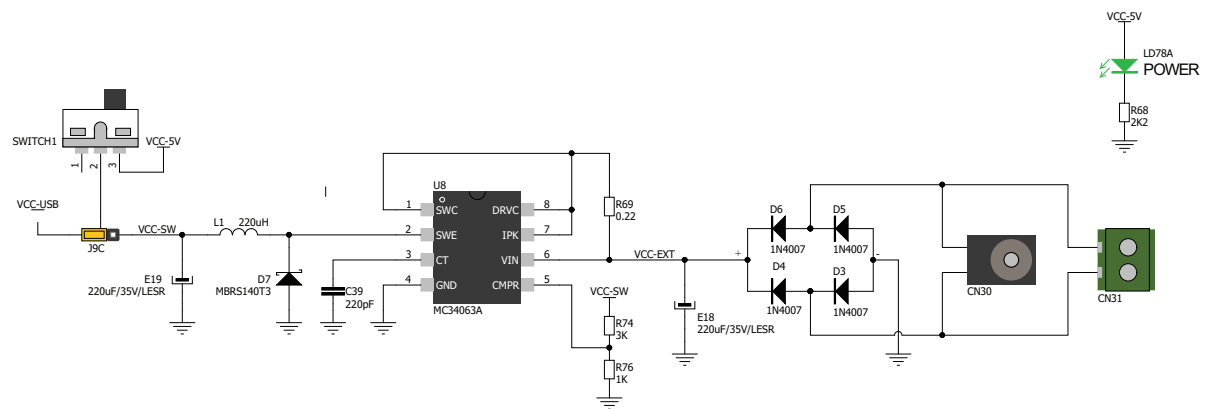 VCC-5V
LD78A
POWER
R68
2K2
SWITCH1
1
2
3
VCC-5V
VCC-USB
J9C
VCC-SW
L1 220uH
E19
220uF/35V/LESR
D7
MBRS140T3
C39
220pF
U8
1 SWC DRVC 8
2 SWE IPK 7
3 CT VIN 6
4 GND CMPR 5
MC34063A
R69
0.22
VCC-EXT
VCC-SW
R74
3K
R76
1K
E18
220uF/35V/LESR
+
-
D6
1N4007
D5
1N4007
D4
1N4007
D3
1N4007
CN30
CN31